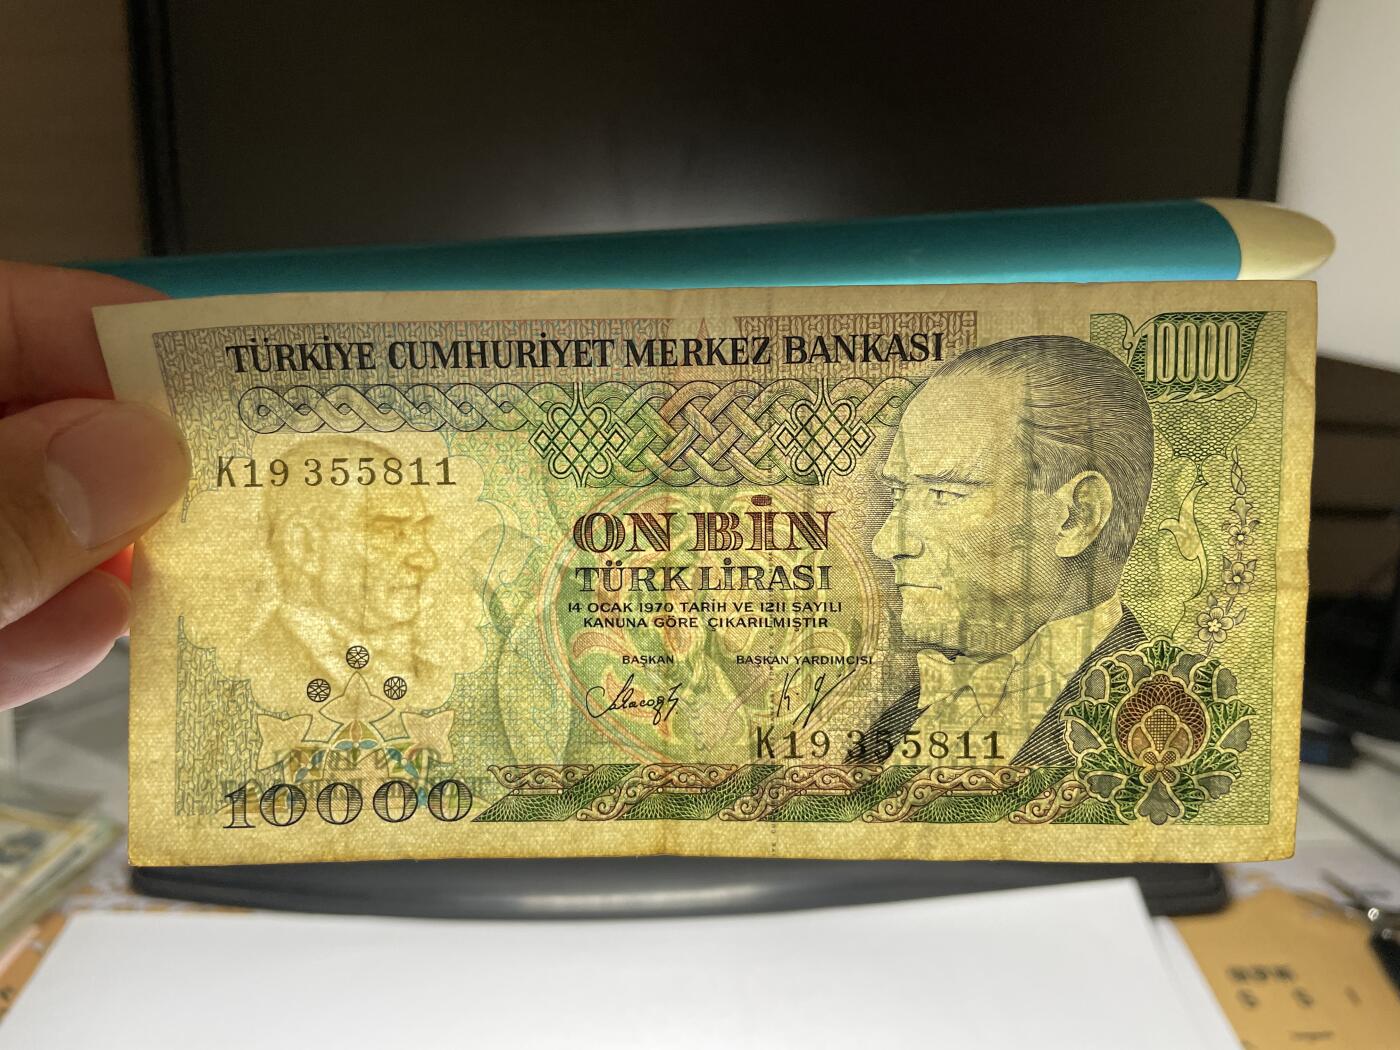 TÜRKİYE CUMHURİYET MERKEZ BANKASI
10000
K19 355811
ON BİN
TÜRK LİRASI
14 OCAK 1970 TARİH VE 1211 SAYILI
KANUNA GÖRE ÇIKARILMIŞTIR
BAŞKAN BAŞKAN YARDIMCISI
K19 355811
10000